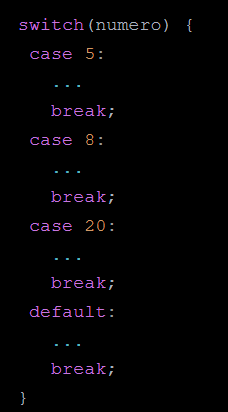 switch(numero) {
case 5:
...
break;
case 8:
...
break;
case 20:
...
break;
default:
...
break;
}